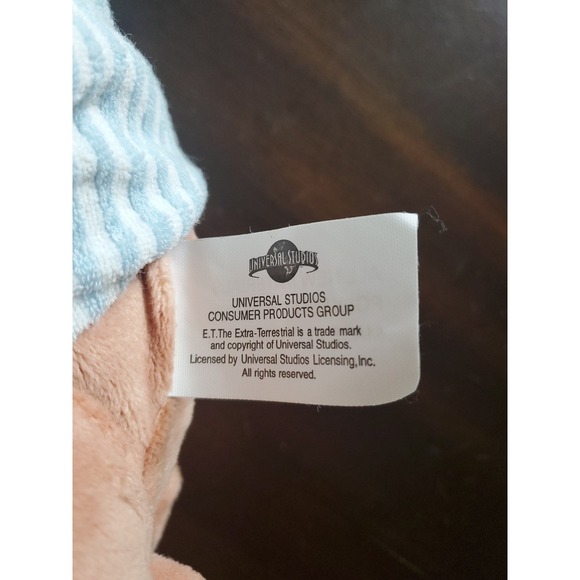 UNIVERSAL STUDIOS
UNIVERSAL STUDIOS
CONSUMER PRODUCTS GROUP
E.T.The Extra-Terrestrial is a trade mark
and copyright of Universal Studios.
Licensed by Universal Studios Licensing,Inc.
All rights reserved.